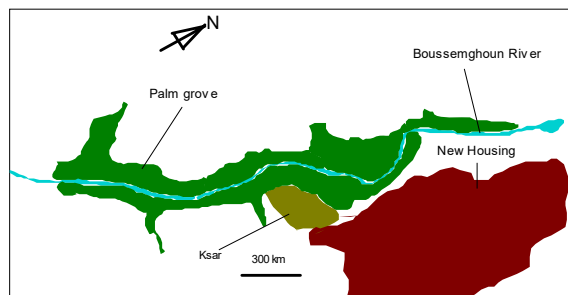 N
Boussemghoun River
Palm grove
New Housing
Ksar
300 km